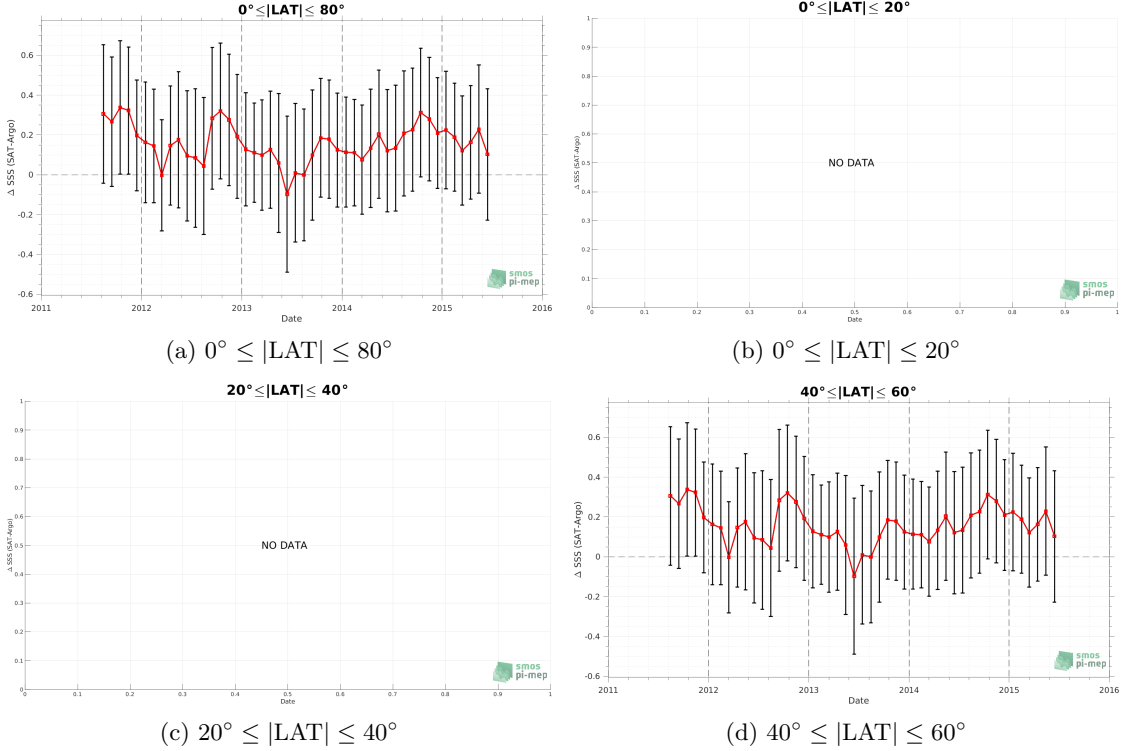 0°≤|LAT|≤ 80°
Δ SSS (SAT-Argo)
0.6
0.4
0.2
0
-0.2
-0.4
-0.6
2011 2012 2013 2014 2015 2016
Date
smos
pi-mep
(a) 0° ≤ |LAT| ≤ 80°
0°≤|LAT|≤ 20°
Δ SSS (SAT-Argo)
1
0.9
0.8
0.7
0.6
0.5
0.4
0.3
0.2
0.1
0
NO DATA
0 0.1 0.2 0.3 0.4 0.5 0.6 0.7 0.8 0.9 1
Date
smos
pi-mep
(b) 0° ≤ |LAT| ≤ 20°
20°≤|LAT|≤ 40°
Δ SSS (SAT-Argo)
1
0.9
0.8
0.7
0.6
0.5
0.4
0.3
0.2
0.1
0
NO DATA
0 0.1 0.2 0.3 0.4 0.5 0.6 0.7 0.8 0.9 1
Date
smos
pi-mep
(c) 20° ≤ |LAT| ≤ 40°
40°≤|LAT|≤ 60°
Δ SSS (SAT-Argo)
0.6
0.4
0.2
0
-0.2
-0.4
-0.6
2011 2012 2013 2014 2015 2016
Date
smos
pi-mep
(d) 40° ≤ |LAT| ≤ 60°